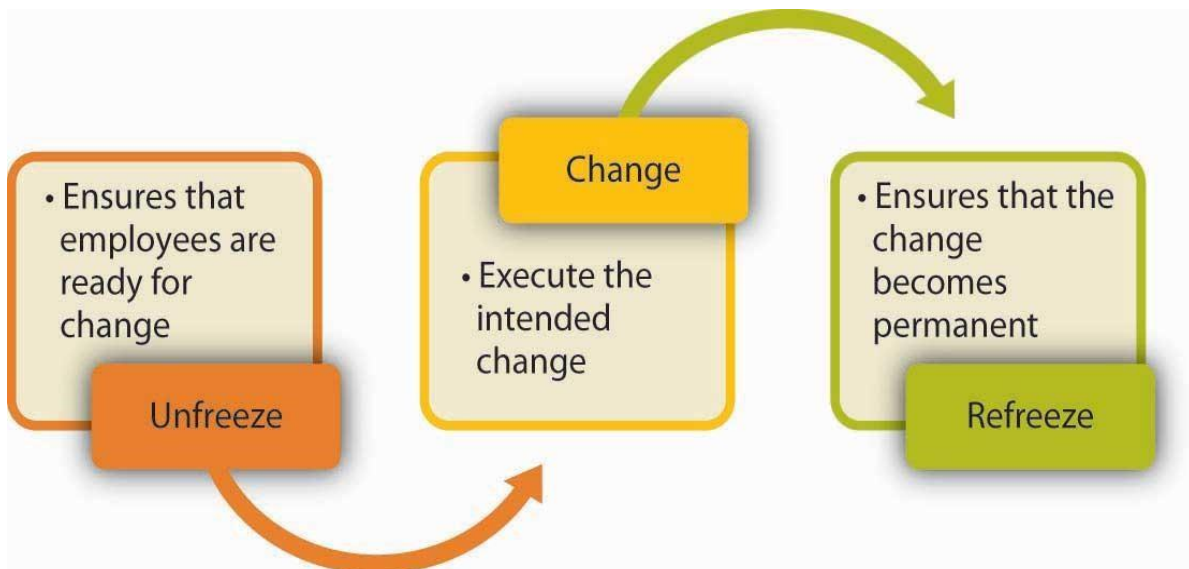 • Ensures that
employees are
ready for
change
Unfreeze
Change
• Execute the
intended
change
• Ensures that the
change
becomes
permanent
Refreeze